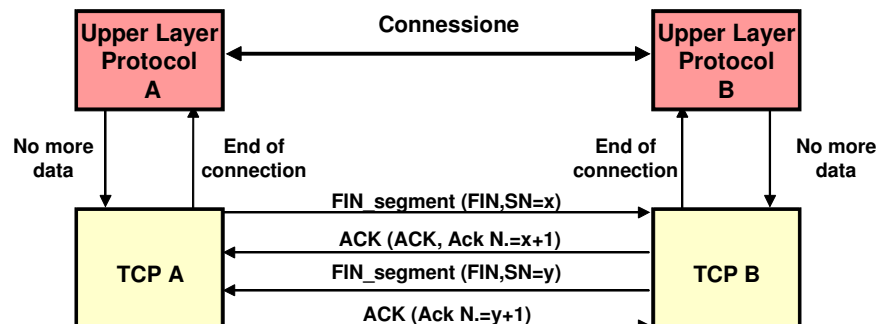 Connessione
Upper Layer
Protocol
A
Upper Layer
Protocol
B
No more
data
End of
connection
End of
connection
No more
data
FIN_segment (FIN,SN=x)
ACK (ACK, Ack N.=x+1)
FIN_segment (FIN,SN=y)
ACK (Ack N.=y+1)
TCP A
TCP B